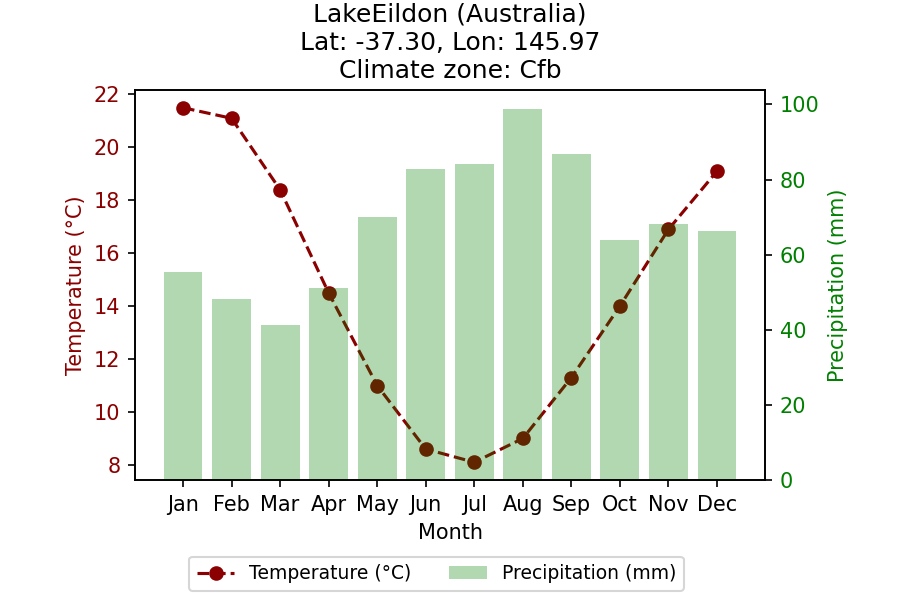 LakeEildon (Australia)
Lat: -37.30, Lon: 145.97
Climate zone: Cfb
22
20
18
16
14
12
10
8
Temperature (°C)
100
80
60
40
20
0
Precipitation (mm)
Jan Feb Mar Apr May Jun Jul Aug Sep Oct Nov Dec
Month
Temperature (°C) Precipitation (mm)